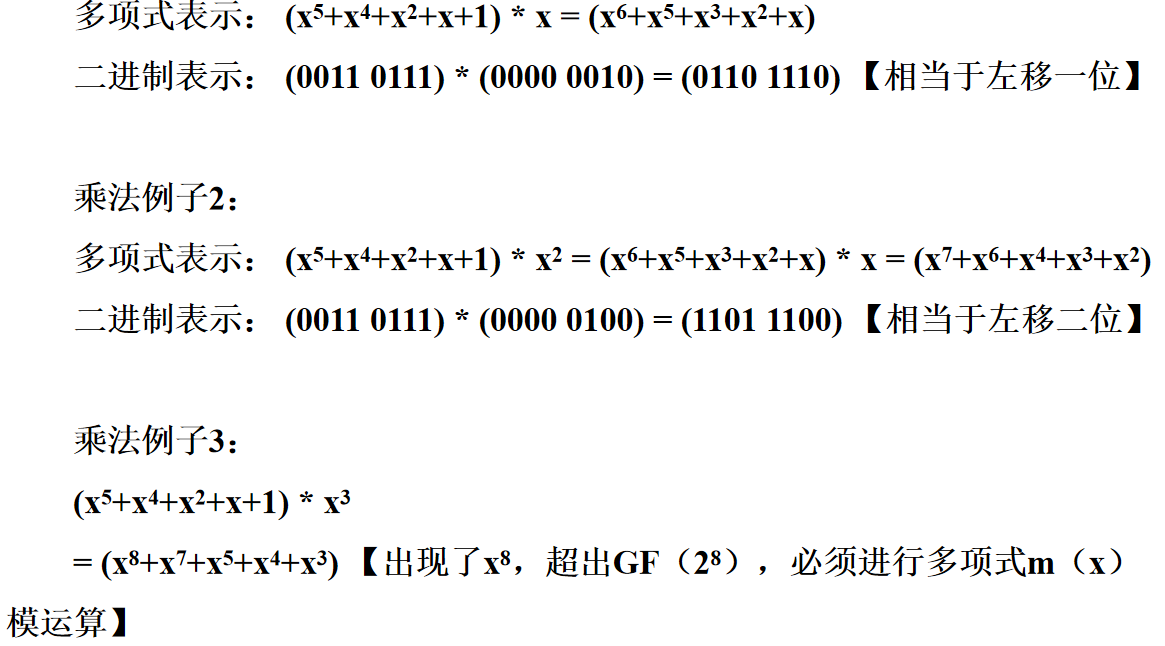 多项式表示： (x⁵+x⁴+x²+x+1) * x = (x⁶+x⁵+x³+x²+x)
二进制表示： (0011 0111) * (0000 0010) = (0110 1110) 【相当于左移一位】
乘法例子2：
多项式表示： (x⁵+x⁴+x²+x+1) * x² = (x⁶+x⁵+x³+x²+x) * x = (x⁷+x⁶+x⁴+x³+x²)
二进制表示： (0011 0111) * (0000 0100) = (1101 1100) 【相当于左移二位】
乘法例子3：
(x⁵+x⁴+x²+x+1) * x³
= (x⁸+x⁷+x⁵+x⁴+x³) 【出现了x⁸，超出GF（2⁸），必须进行多项式m（x）
模运算】